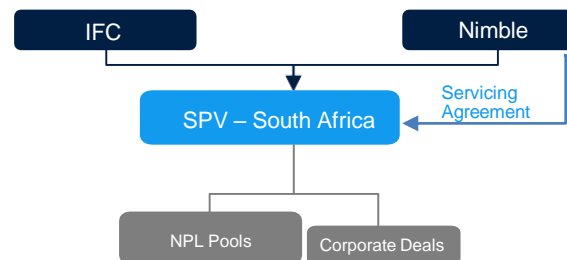 IFC
Nimble
SPV – South Africa
Servicing
Agreement
NPL Pools
Corporate Deals